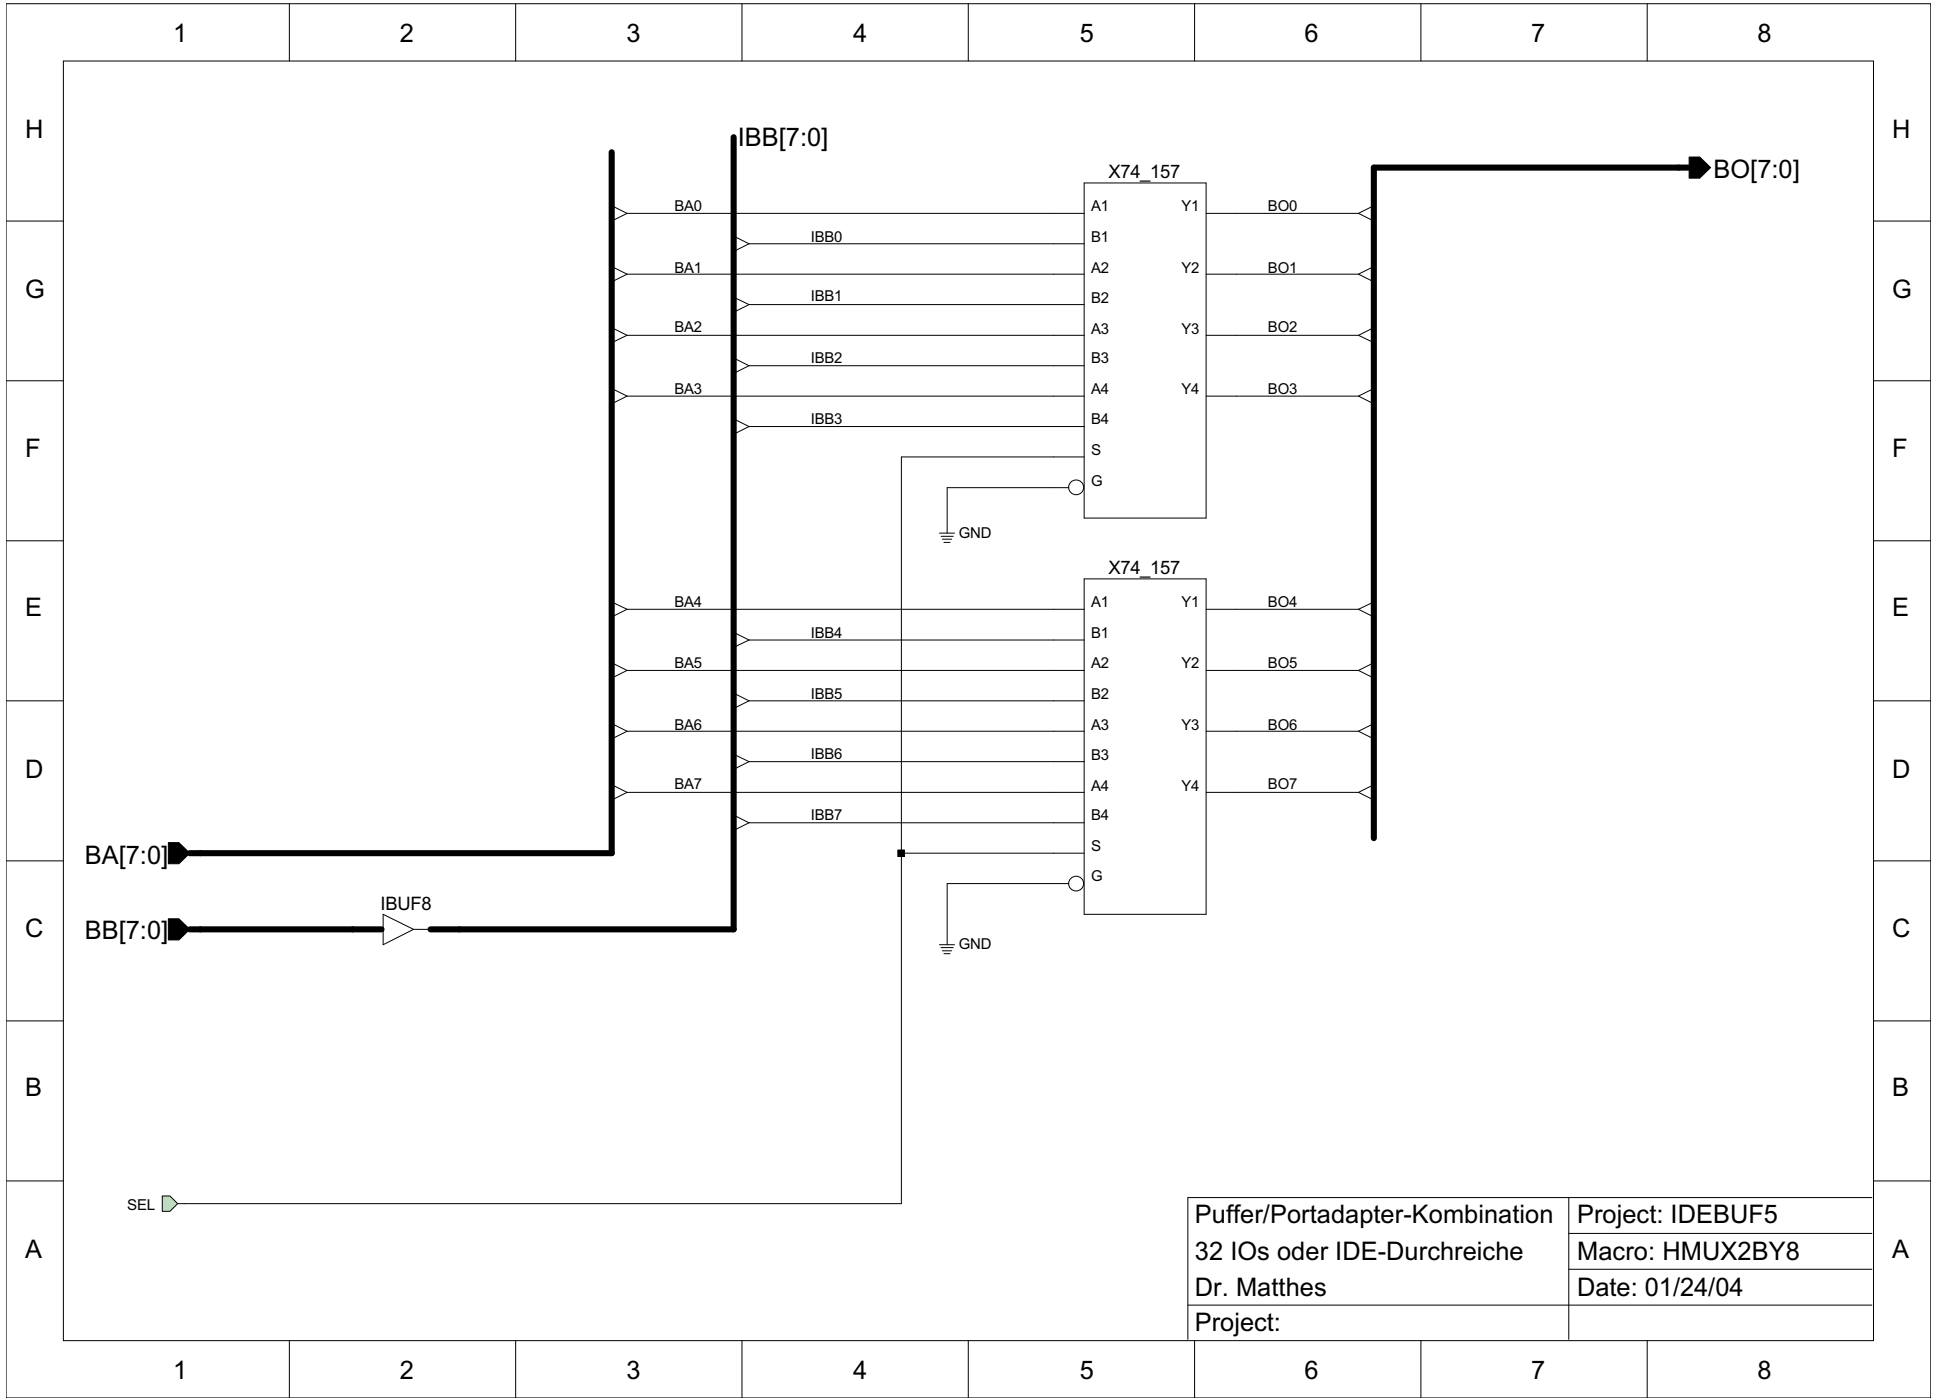 1 2 3 4 5 6 7 8
H H
IBB[7:0]
X74_157
BO[7:0]
BA0 A1 Y1 BO0
IBB0 B1
BA1 A2 Y2 BO1
G G
IBB1 B2
BA2 A3 Y3 BO2
IBB2 B3
BA3 A4 Y4 BO3
IBB3 B4
F S F
G
GND
X74_157
E BA4 A1 Y1 BO4 E
IBB4 B1
BA5 A2 Y2 BO5
IBB5 B2
BA6 A3 Y3 BO6
IBB6 B3
D D
BA7 A4 Y4 BO7
IBB7 B4
BA[7:0] S
G
IBUF8
C BB[7:0] C
GND
B B
SEL
A A
Puffer/Portadapter-Kombination
32 IOs oder IDE-Durchreiche
Dr. Matthes
Project:
Project: IDEBUF5
Macro: HMUX2BY8
Date: 01/24/04
1 2 3 4 5 6 7 8